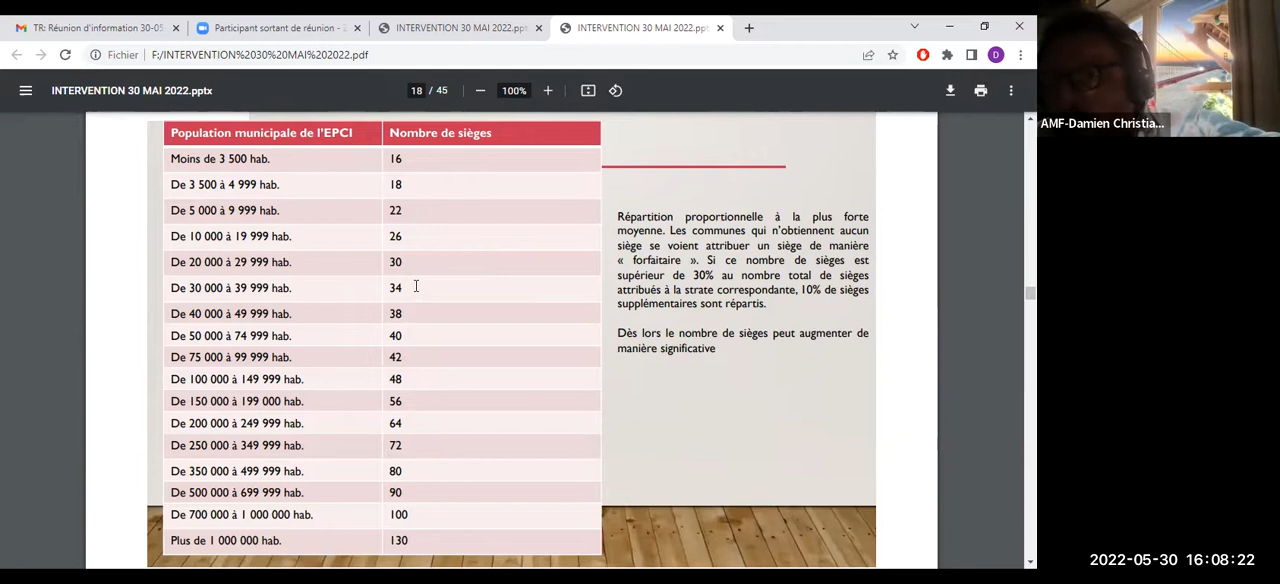 TR: Réunion d'information 30-05
Participant sortant de réunion - 
INTERVENTION 30 MAI 2022.ppt
INTERVENTION 30 MAI 2022.ppt
Fichier
F:/INTERVENTION%2030%20MAI%202022.pdf
D
INTERVENTION 30 MAI 2022.pptx
18 / 45
100%
AMF-Damien Christia...
Population municipale de l'EPCI Nombre de sièges
Moins de 3 500 hab. 16
De 3 500 à 4 999 hab. 18
De 5 000 à 9 999 hab. 22
De 10 000 à 19 999 hab. 26
De 20 000 à 29 999 hab. 30
De 30 000 à 39 999 hab. 34
De 40 000 à 49 999 hab. 38
De 50 000 à 74 999 hab. 40
De 75 000 à 99 999 hab. 42
De 100 000 à 149 999 hab. 48
De 150 000 à 199 000 hab. 56
De 200 000 à 249 999 hab. 64
De 250 000 à 349 999 hab. 72
De 350 000 à 499 999 hab. 80
De 500 000 à 699 999 hab. 90
De 700 000 à 1 000 000 hab. 100
Plus de 1 000 000 hab. 130
Répartition proportionnelle à la plus forte
moyenne. Les communes qui n'obtiennent aucun
siège se voient attribuer un siège de manière
« forfaitaire ». Si ce nombre de sièges est
supérieur de 30% au nombre total de sièges
attribués à la strate correspondante, 10% de sièges
supplémentaires sont répartis.
Dès lors le nombre de sièges peut augmenter de
manière significative
2022-05-30 16:08:22